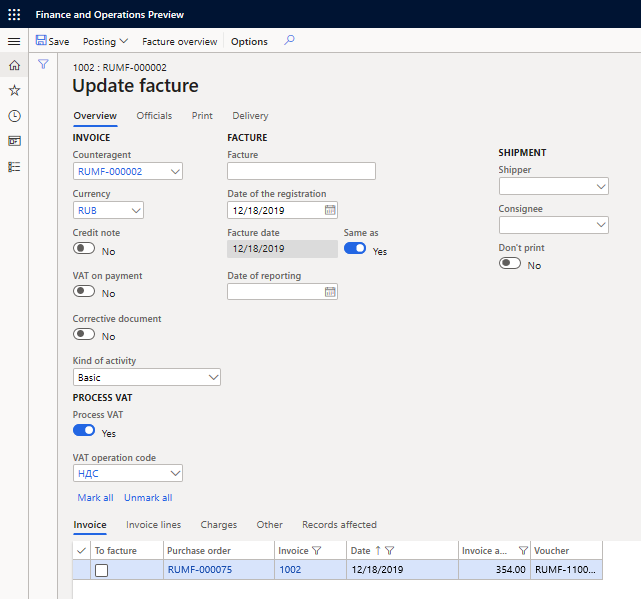 Finance and Operations Preview
Save Posting Facture overview Options
1002 : RUMF-000002
Update facture
Overview Officials Print Delivery
INVOICE
Counteragent
RUMF-000002
Currency
RUB
Credit note
No
VAT on payment
No
Corrective document
No
Kind of activity
Basic
PROCESS VAT
Process VAT
Yes
VAT operation code
НДС
FACTURE
Facture
Date of the registration
12/18/2019
Facture date
12/18/2019
Same as
Yes
Date of reporting
SHIPMENT
Shipper
Consignee
Don't print
No
Mark all Unmark all
Invoice Invoice lines Charges Other Records affected
To facture Purchase order Invoice Date Invoice a... Voucher
RUMF-000075 1002 12/18/2019 354.00 RUMF-1100...